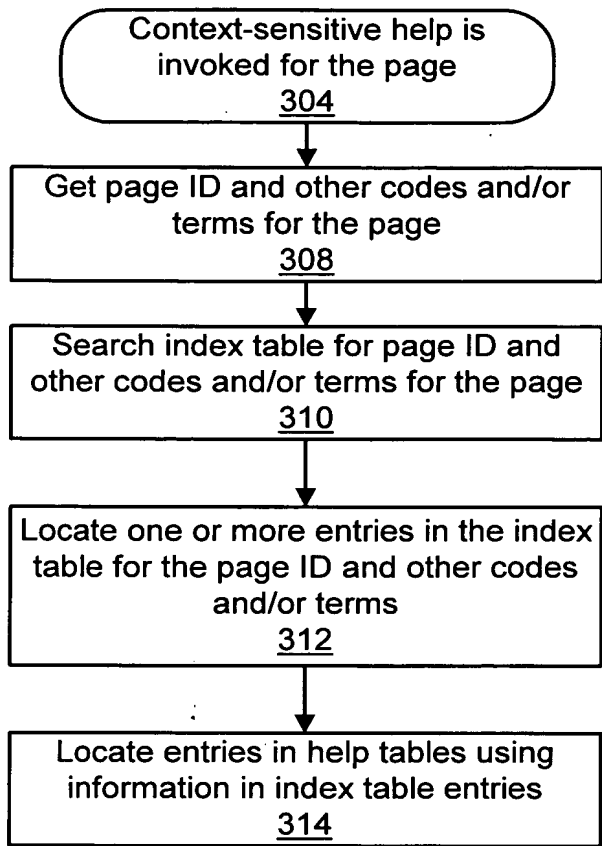 Context-sensitive help is
invoked for the page
304
Get page ID and other codes and/or
terms for the page
308
Search index table for page ID and
other codes and/or terms for the page
310
Locate one or more entries in the index
table for the page ID and other codes
and/or terms
312
Locate entries in help tables using
information in index table entries
314